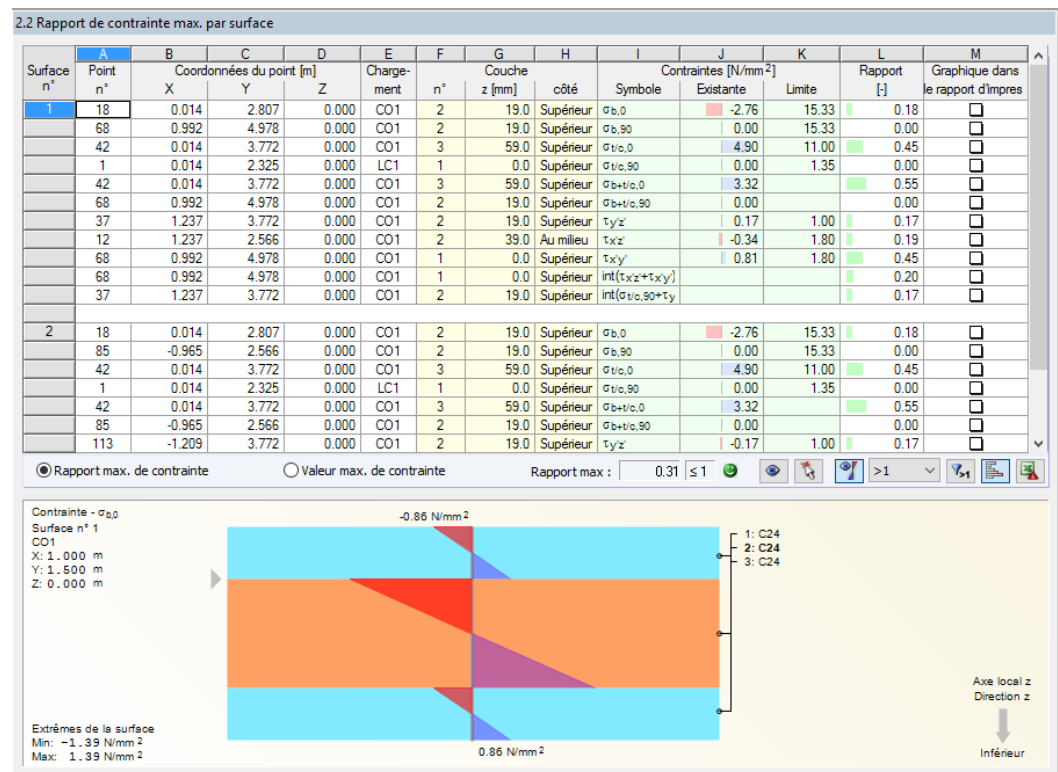 2.2 Rapport de contrainte max. par surface
A B C D E F G H I J K L M
Surface Point Coordonnées du point [m] Charge- Couche Contraintes [N/mm2] Rapport Graphique dans
n° n° X Y Z ment n° z [mm] côté Symbole Existante Limite [-] le rapport d'impres
1 18 0.014 2.807 0.000 CO1 2 19.0 Supérieur σb,0 -2.76 15.33 0.18
68 0.992 4.978 0.000 CO1 2 19.0 Supérieur σb,90 0.00 15.33 0.00
42 0.014 3.772 0.000 CO1 3 59.0 Supérieur σt/c,0 4.90 11.00 0.45
1 0.014 2.325 0.000 LC1 1 0.0 Supérieur σt/c,90 0.00 1.35 0.00
42 0.014 3.772 0.000 CO1 3 59.0 Supérieur σb+t/c,0 3.32 0.55
68 0.992 4.978 0.000 CO1 2 19.0 Supérieur σb+t/c,90 0.00 0.00
37 1.237 3.772 0.000 CO1 2 19.0 Supérieur τy'z' 0.17 1.00 0.17
12 1.237 2.566 0.000 CO1 2 39.0 Au milieu τx'z' -0.34 1.80 0.19
68 0.992 4.978 0.000 CO1 1 0.0 Supérieur τx'y' 0.81 1.80 0.45
68 0.992 4.978 0.000 CO1 1 0.0 Supérieur int(τx'z'+τx'y') 0.20
37 1.237 3.772 0.000 CO1 2 19.0 Supérieur int(σt/c,90+τy 0.17
2 18 0.014 2.807 0.000 CO1 2 19.0 Supérieur σb,0 -2.76 15.33 0.18
85 -0.965 2.566 0.000 CO1 2 19.0 Supérieur σb,90 0.00 15.33 0.00
42 0.014 3.772 0.000 CO1 3 59.0 Supérieur σt/c,0 4.90 11.00 0.45
1 0.014 2.325 0.000 LC1 1 0.0 Supérieur σt/c,90 0.00 1.35 0.00
42 0.014 3.772 0.000 CO1 3 59.0 Supérieur σb+t/c,0 3.32 0.55
85 -0.965 2.566 0.000 CO1 2 19.0 Supérieur σb+t/c,90 0.00 0.00
113 -1.209 3.772 0.000 CO1 2 19.0 Supérieur τy'z' -0.17 1.00 0.17
Rapport max. de contrainte Valeur max. de contrainte Rapport max : 0.31 ≤ 1 >1 >1
Contrainte - σb,0
Surface n° 1
CO1
X: 1.000 m
Y: 1.500 m
Z: 0.000 m
-0.86 N/mm2
1: C24
2: C24
3: C24
Axe local z
Direction z
Inférieur
Extrêmes de la surface
Min: -1.39 N/mm2
Max: 1.39 N/mm2
0.86 N/mm2